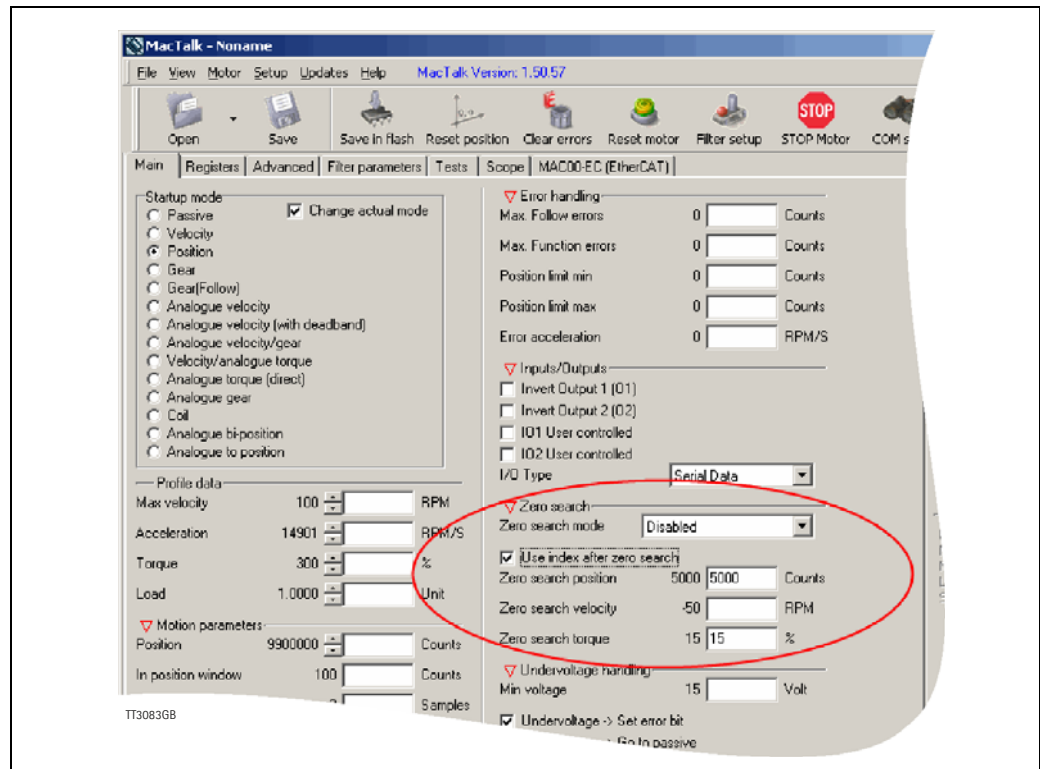 MacTalk - Noname
File View Motor Setup Updates Help MacTalk Version: 1.50.57
Open Save Save in flash Reset position Clear errors Reset motor Filter setup STOP Motor COM s
STOP
Main Registers Advanced Filter parameters Tests Scope MAC00-EC (EtherCAT)
Startup mode
Change actual mode
Passive
Velocity
Position
Gear
Gear(Follow)
Analogue velocity
Analogue velocity (with deadband)
Analogue velocity/gear
Velocity/analogue torque
Analogue torque (direct)
Analogue gear
Coil
Analogue bi-position
Analogue to position
Profile data
Max velocity 100 RPM
Acceleration 14901 RPM/S
Torque 300 %
Load 1.0000 Unit
Motion parameters
Position 9900000 Counts
In position window 100 Counts
Samples
Error handling
Max. Follow errors 0 Counts
Max. Function errors 0 Counts
Position limit min 0 Counts
Position limit max 0 Counts
Error acceleration 0 RPM/S
Inputs/Outputs
Invert Output 1 (O1)
Invert Output 2 (O2)
IO1 User controlled
IO2 User controlled
I/O Type Serial Data
Zero search
Zero search mode Disabled
Use index after zero search
Zero search position 5000 5000 Counts
Zero search velocity -50 RPM
Zero search torque 15 15 %
Undervoltage handling
Min voltage 15 Volt
Undervoltage -> Set error bit
Go to passive
TT3083GB